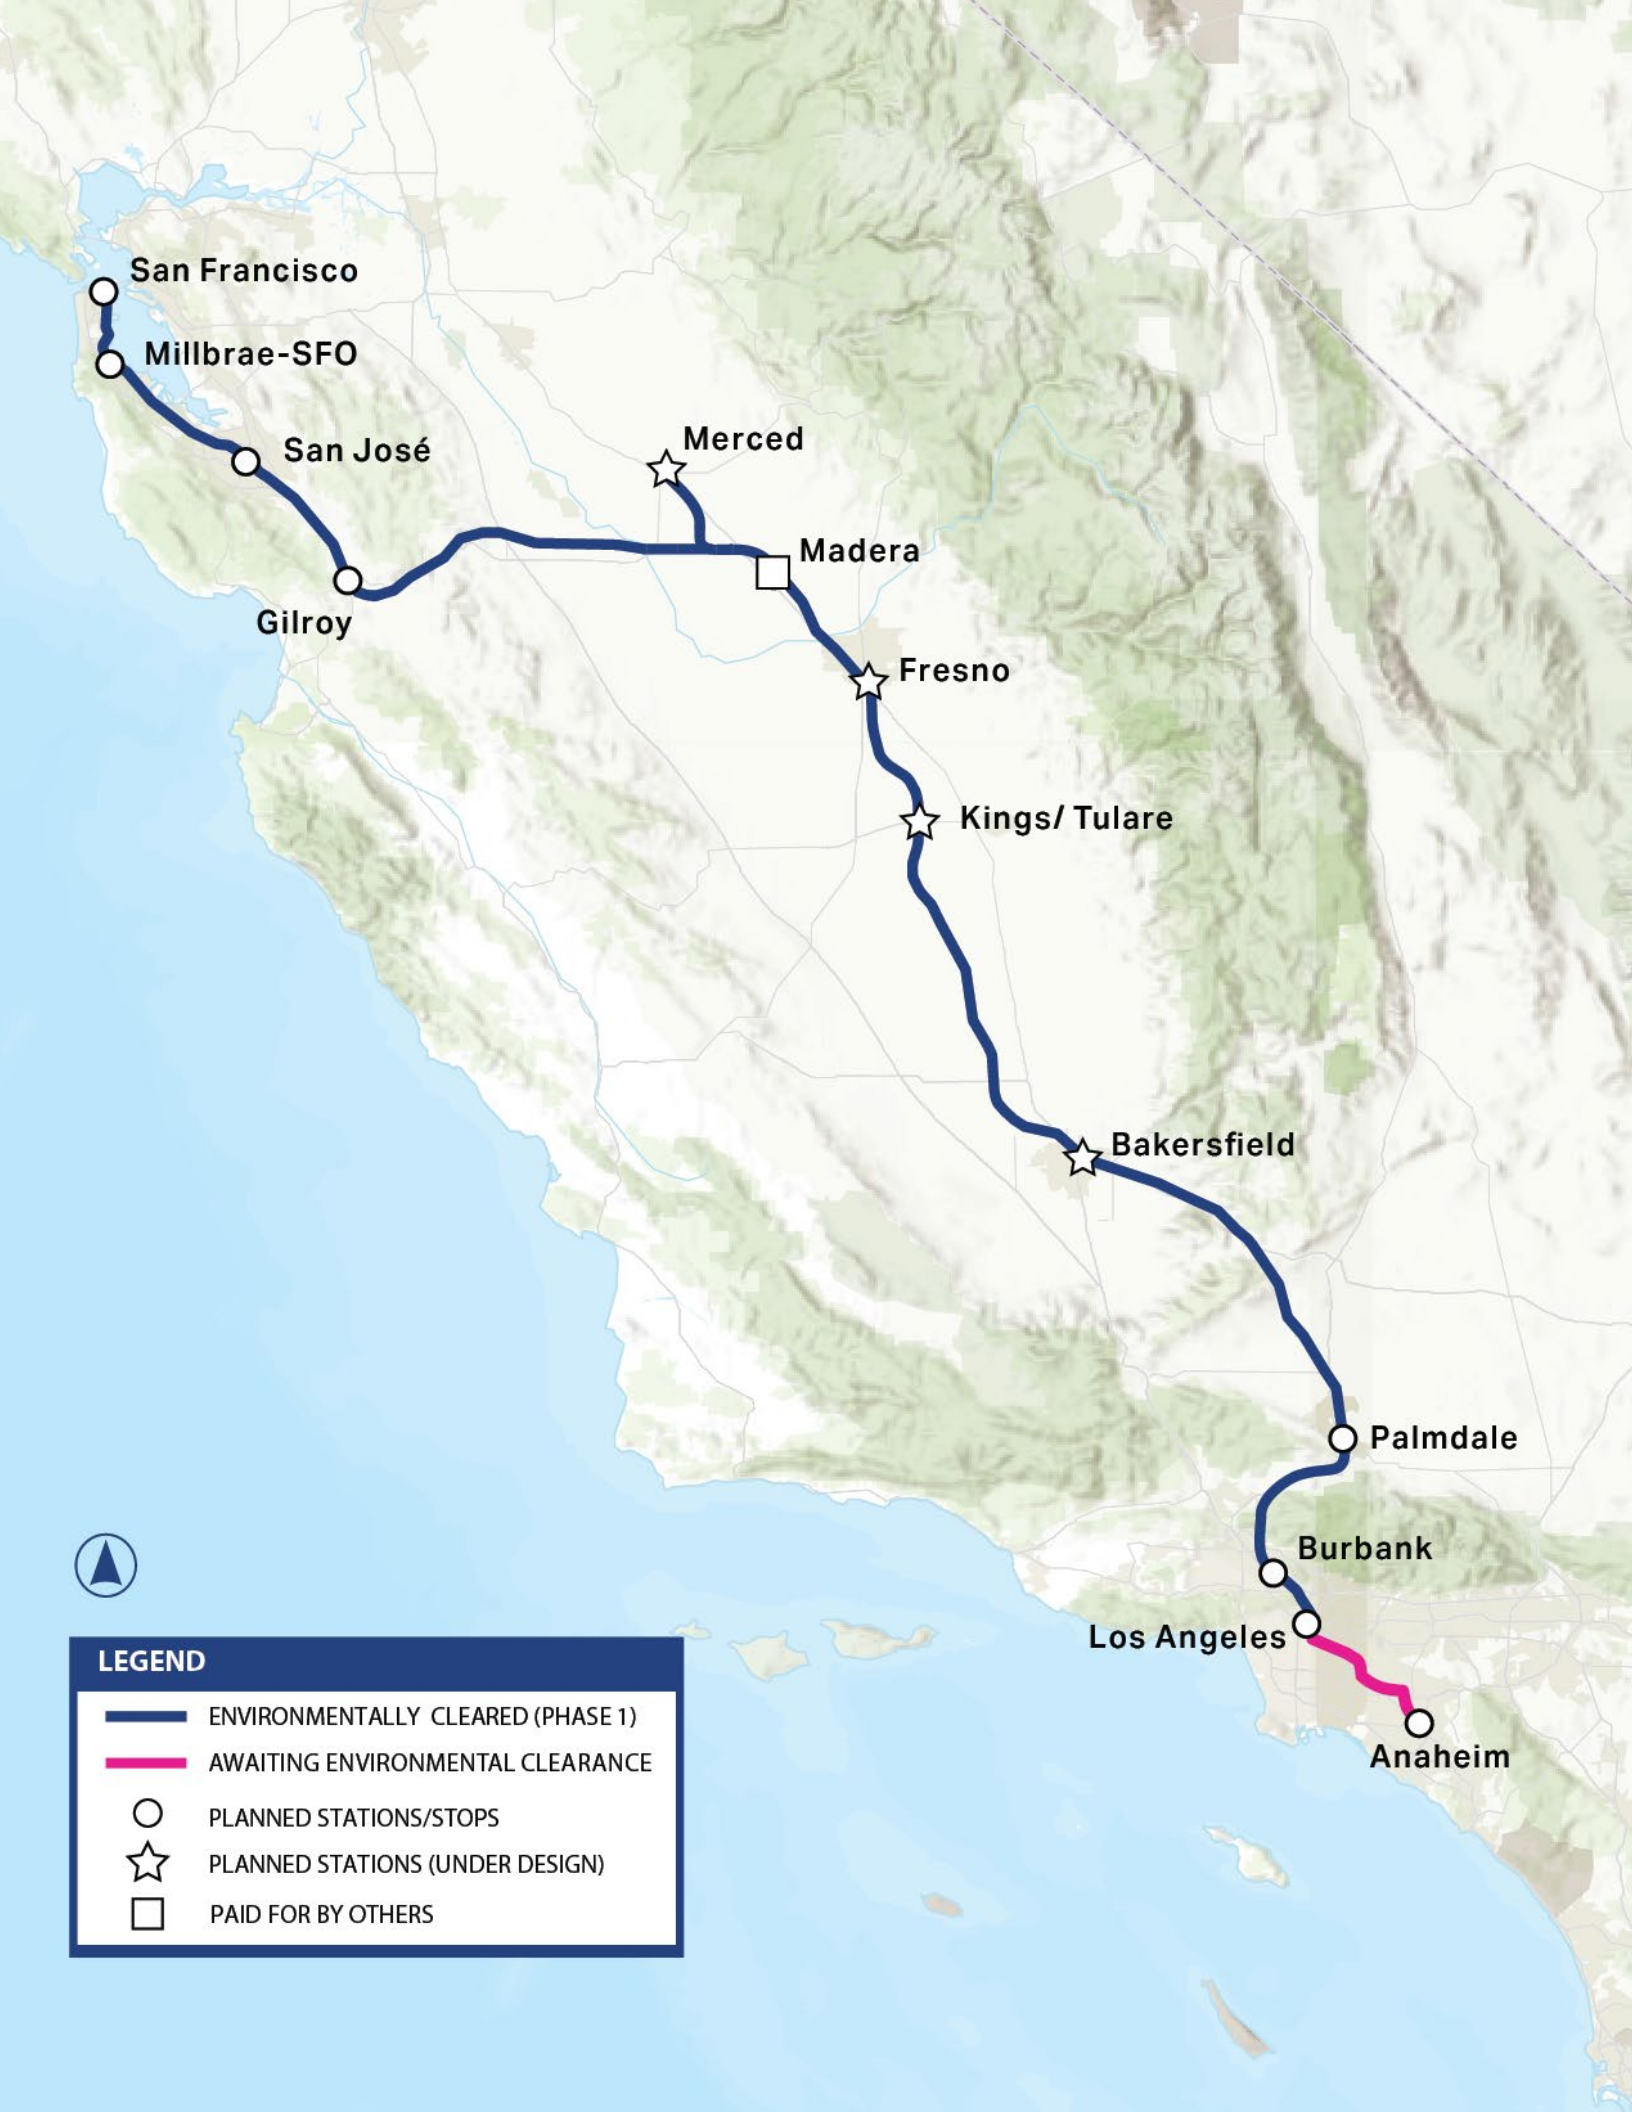 San Francisco
Millbrae-SFO
San José
Merced
Madera
Gilroy
Fresno
Kings/ Tulare
Bakersfield
Palmdale
Burbank
Los Angeles
Anaheim
LEGEND
ENVIRONMENTALLY CLEARED (PHASE 1)
AWAITING ENVIRONMENTAL CLEARANCE
PLANNED STATIONS/STOPS
PLANNED STATIONS (UNDER DESIGN)
PAID FOR BY OTHERS